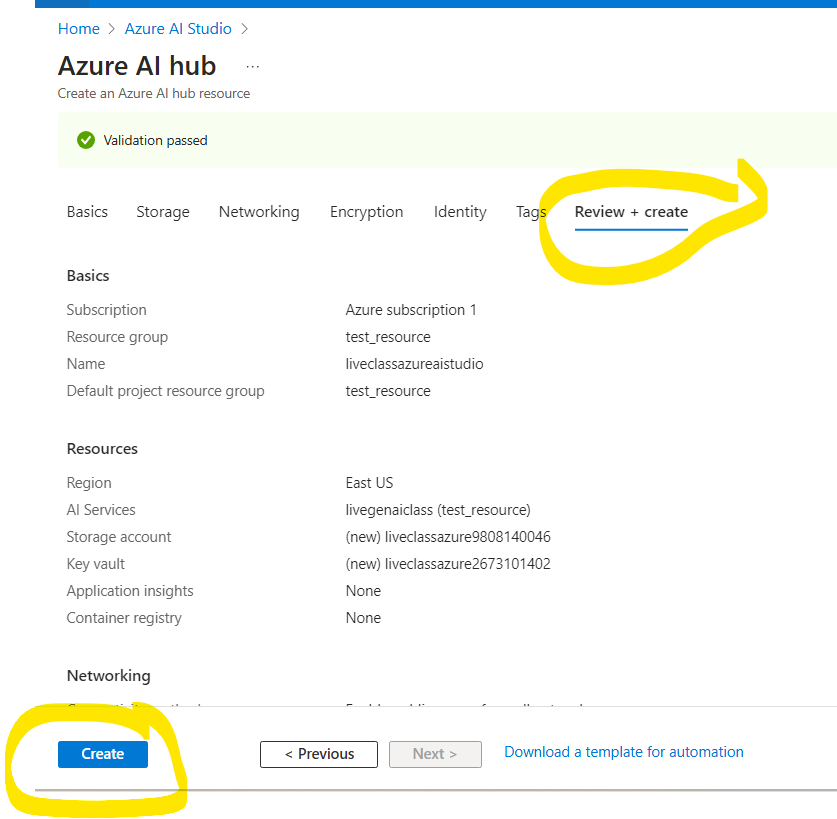 Home > Azure AI Studio >
Azure AI hub ...
Create an Azure AI hub resource
Validation passed
Basics Storage Networking Encryption Identity Tags Review + create
Basics
Subscription Azure subscription 1
Resource group test_resource
Name liveclassazureaistudio
Default project resource group test_resource
Resources
Region East US
AI Services livegenaiclass (test_resource)
Storage account (new) liveclassazure9808140046
Key vault (new) liveclassazure2673101402
Application insights None
Container registry None
Networking
Create < Previous Next > Download a template for automation